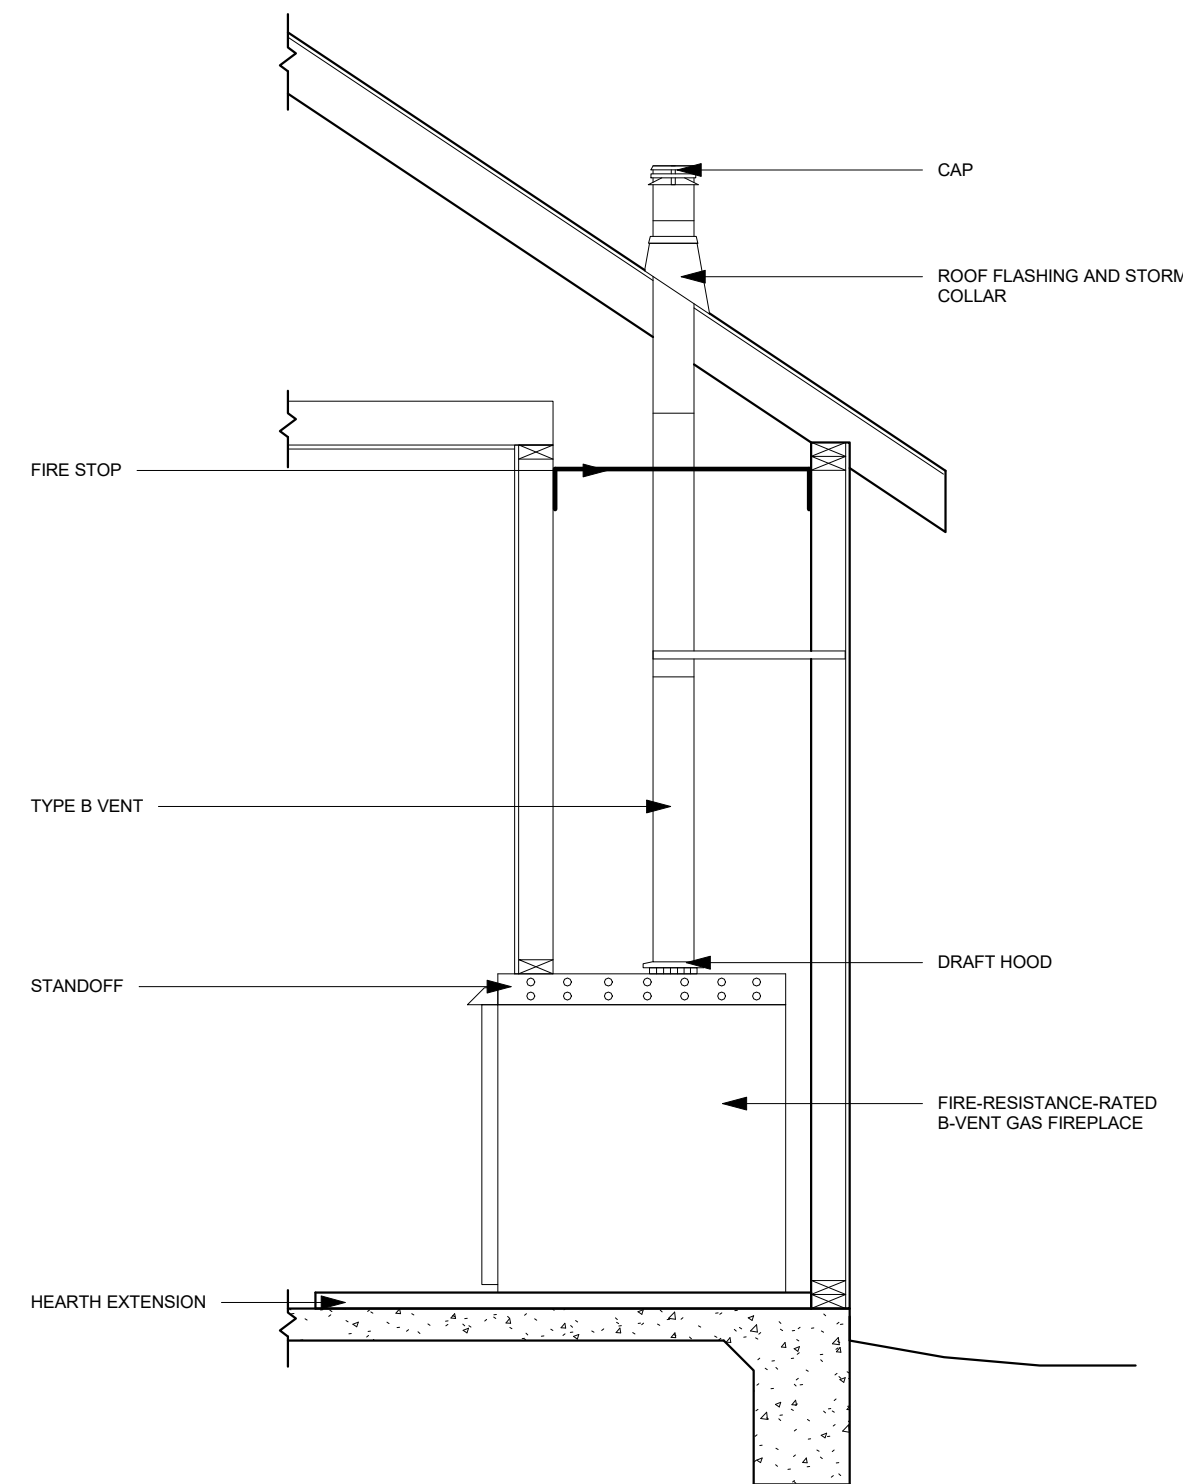 CAP
ROOF FLASHING AND STORM
COLLAR
FIRE STOP
TYPE B VENT
DRAFT HOOD
STANDOFF
FIRE-RESISTANCE-RATED
B-VENT GAS FIREPLACE
HEARTH EXTENSION